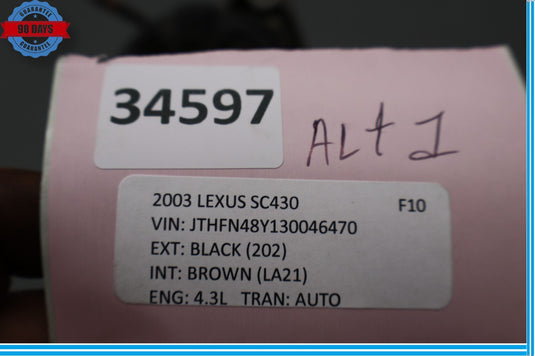 GUARANTEE
90 DAYS
GUARANTEE
34597
ALt 1
2003 LEXUS SC430 F10
VIN: JTHFN48Y130046470
EXT: BLACK (202)
INT: BROWN (LA21)
ENG: 4.3L TRAN: AUTO